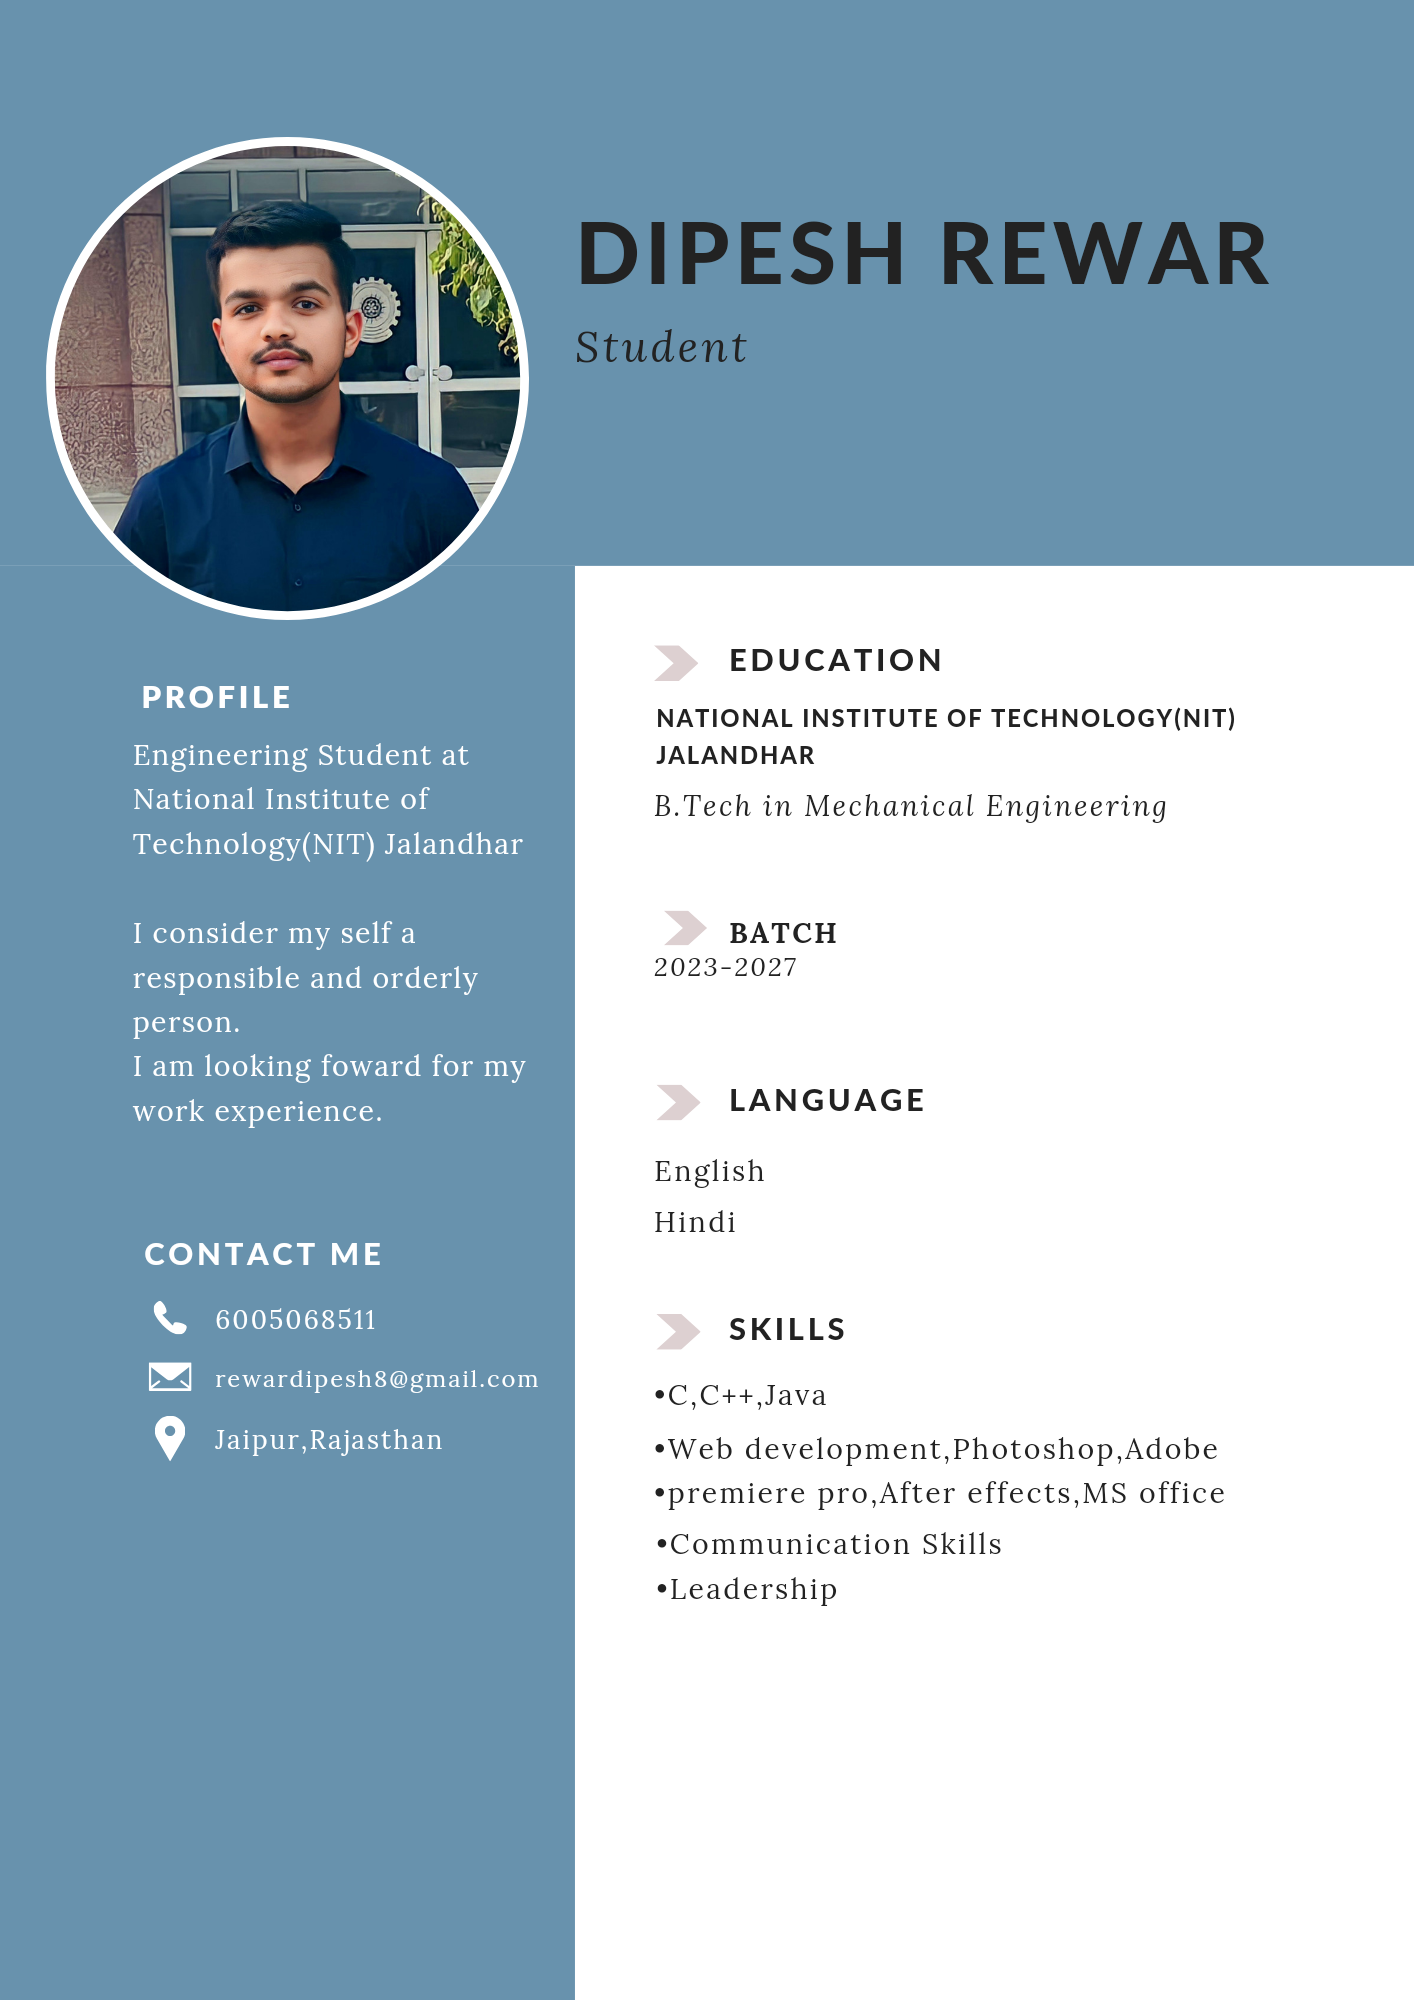 DIPESH REWAR
Student
PROFILE
Engineering Student at
National Institute of
Technology(NIT) Jalandhar
I consider my self a
responsible and orderly
person.
I am looking foward for my
work experience.
CONTACT ME
6005068511
rewardipesh8@gmail.com
Jaipur,Rajasthan
EDUCATION
NATIONAL INSTITUTE OF TECHNOLOGY(NIT)
JALANDHAR
B.Tech in Mechanical Engineering
BATCH
2023-2027
LANGUAGE
English
Hindi
SKILLS
•C,C++,Java
•Web development,Photoshop,Adobe
•premiere pro,After effects,MS office
•Communication Skills
•Leadership